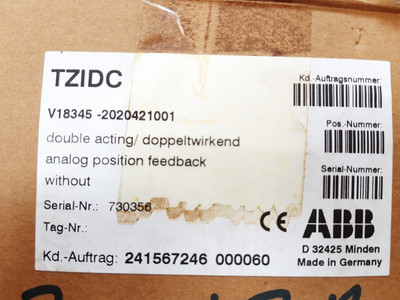 TZIDC
Kd.-Auftragsnummer:
V18345 -2020421001
double acting/ doppeltwirkend
Pos.-Nummer:
analog position feedback
without
Serial-Nummer:
Serial-Nr.: 730356
Tag-Nr.:
CE ABB
D 32425 Minden
Made in Germany
Kd.-Auftrag: 241567246 000060